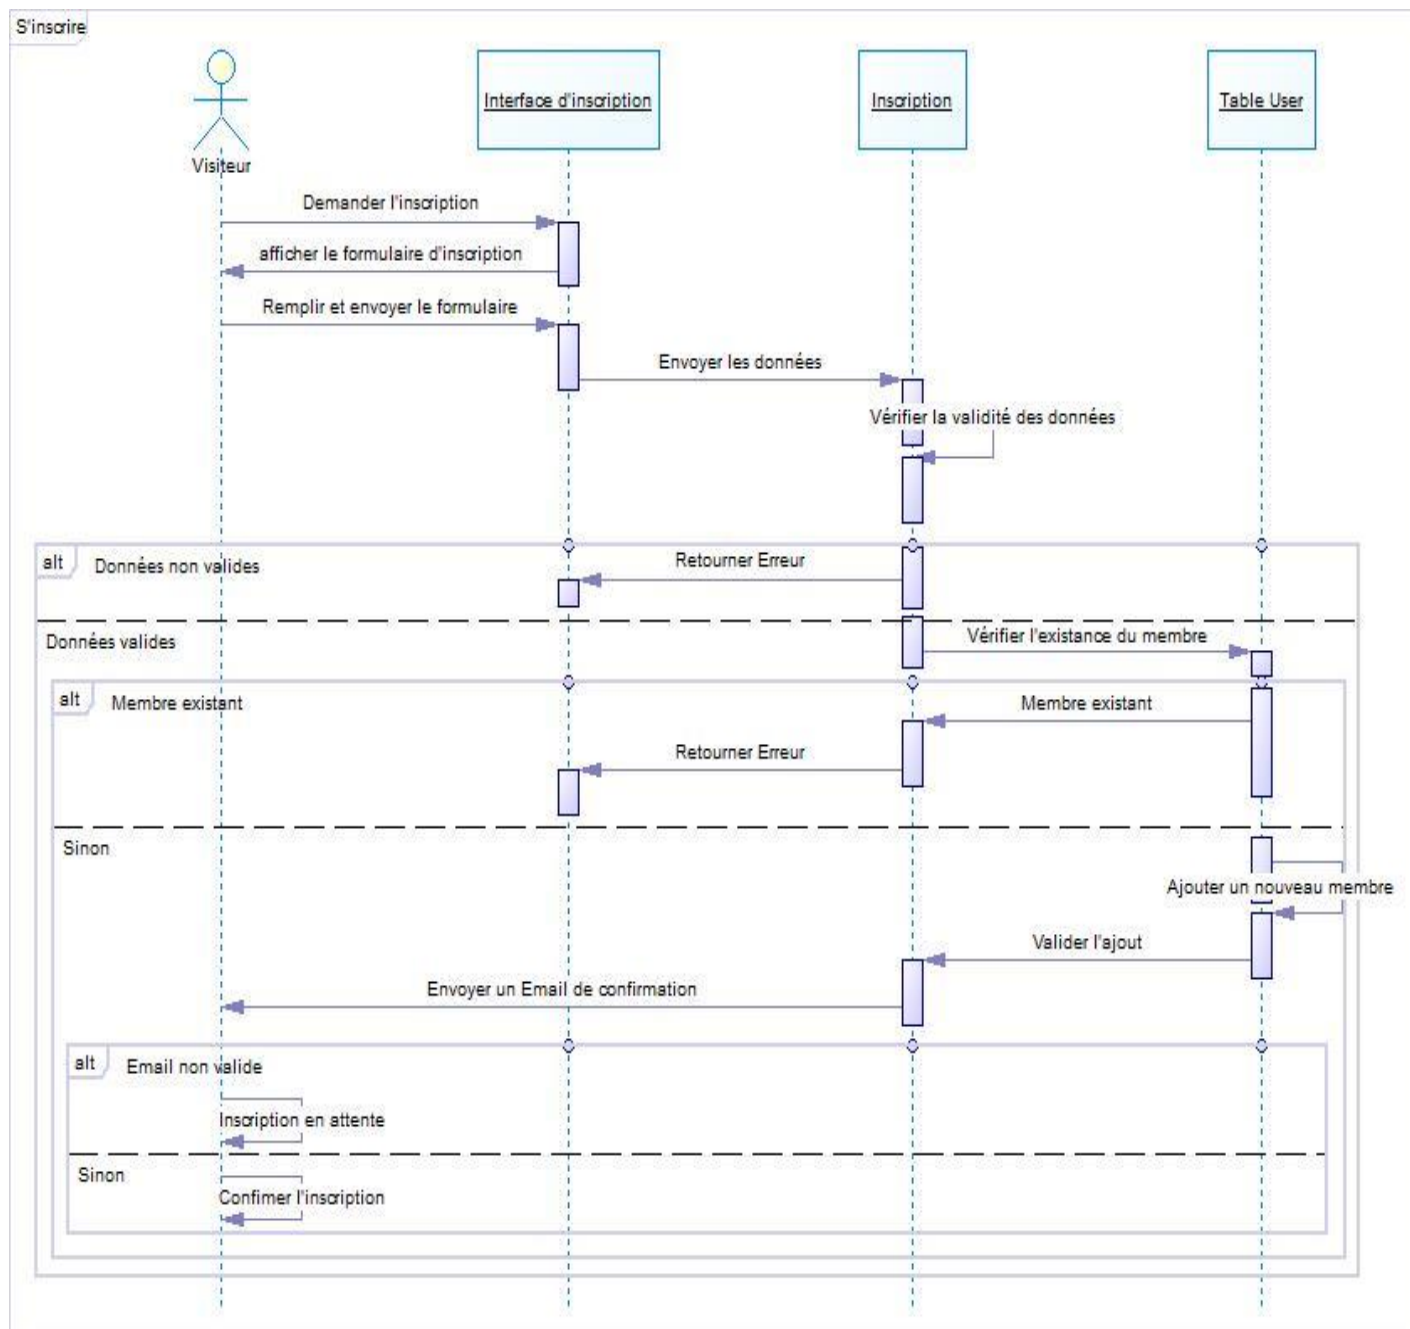 S'inscrire
Interface d'inscription
Inscription
Table User
Visiteur
Demander l'inscription
afficher le formulaire d'inscription
Remplir et envoyer le formulaire
Envoyer les données
Vérifier la validité des données
alt
Données non valides
Retourner Erreur
Données valides
Vérifier l'existance du membre
alt
Membre existant
Membre existant
Retourner Erreur
Sinon
Ajouter un nouveau membre
Valider l'ajout
Envoyer un Email de confirmation
alt
Email non valide
Inscription en attente
Sinon
Confimer l'inscription